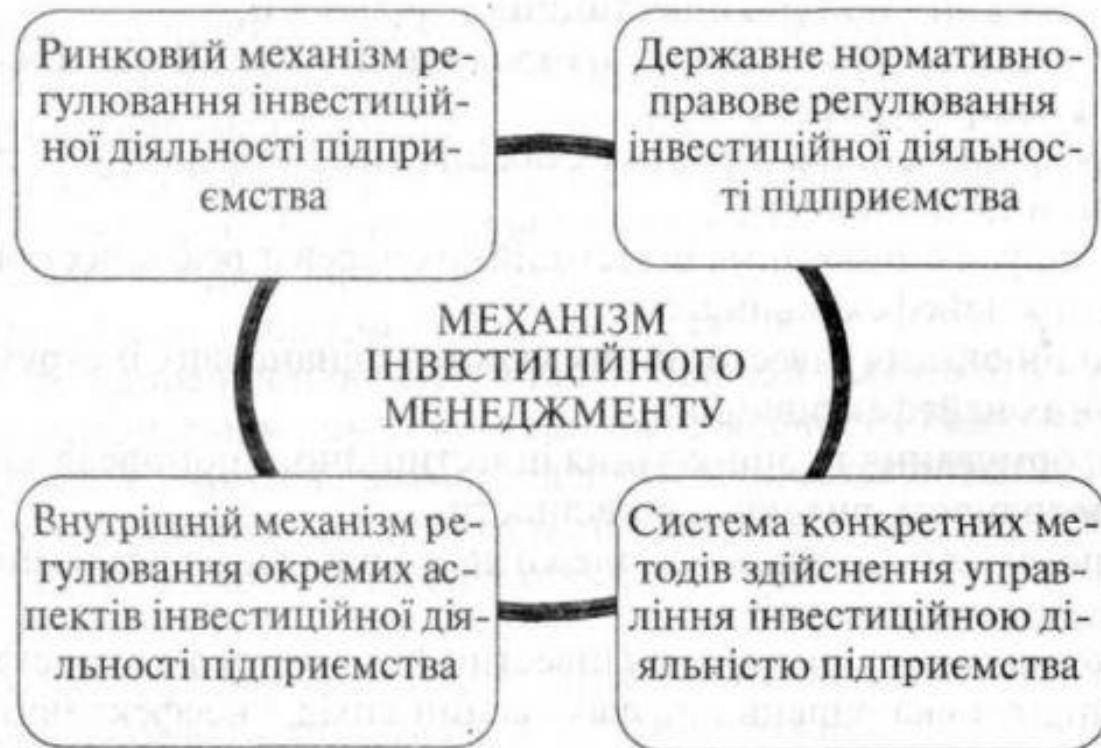 Ринковий механізм ре-
гулювання інвестицій-
ної діяльності підпри-
ємства
Державне нормативно-
правове регулювання
інвестиційної діяльнос-
ті підприємства
МЕХАНІЗМ
ІНВЕСТИЦІЙНОГО
МЕНЕДЖМЕНТУ
Внутрішній механізм ре-
гулювання окремих ас-
пектів інвестиційної дія-
льності підприємства
Система конкретних ме-
тодів здійснення управ-
ління інвестиційною ді-
яльністю підприємства